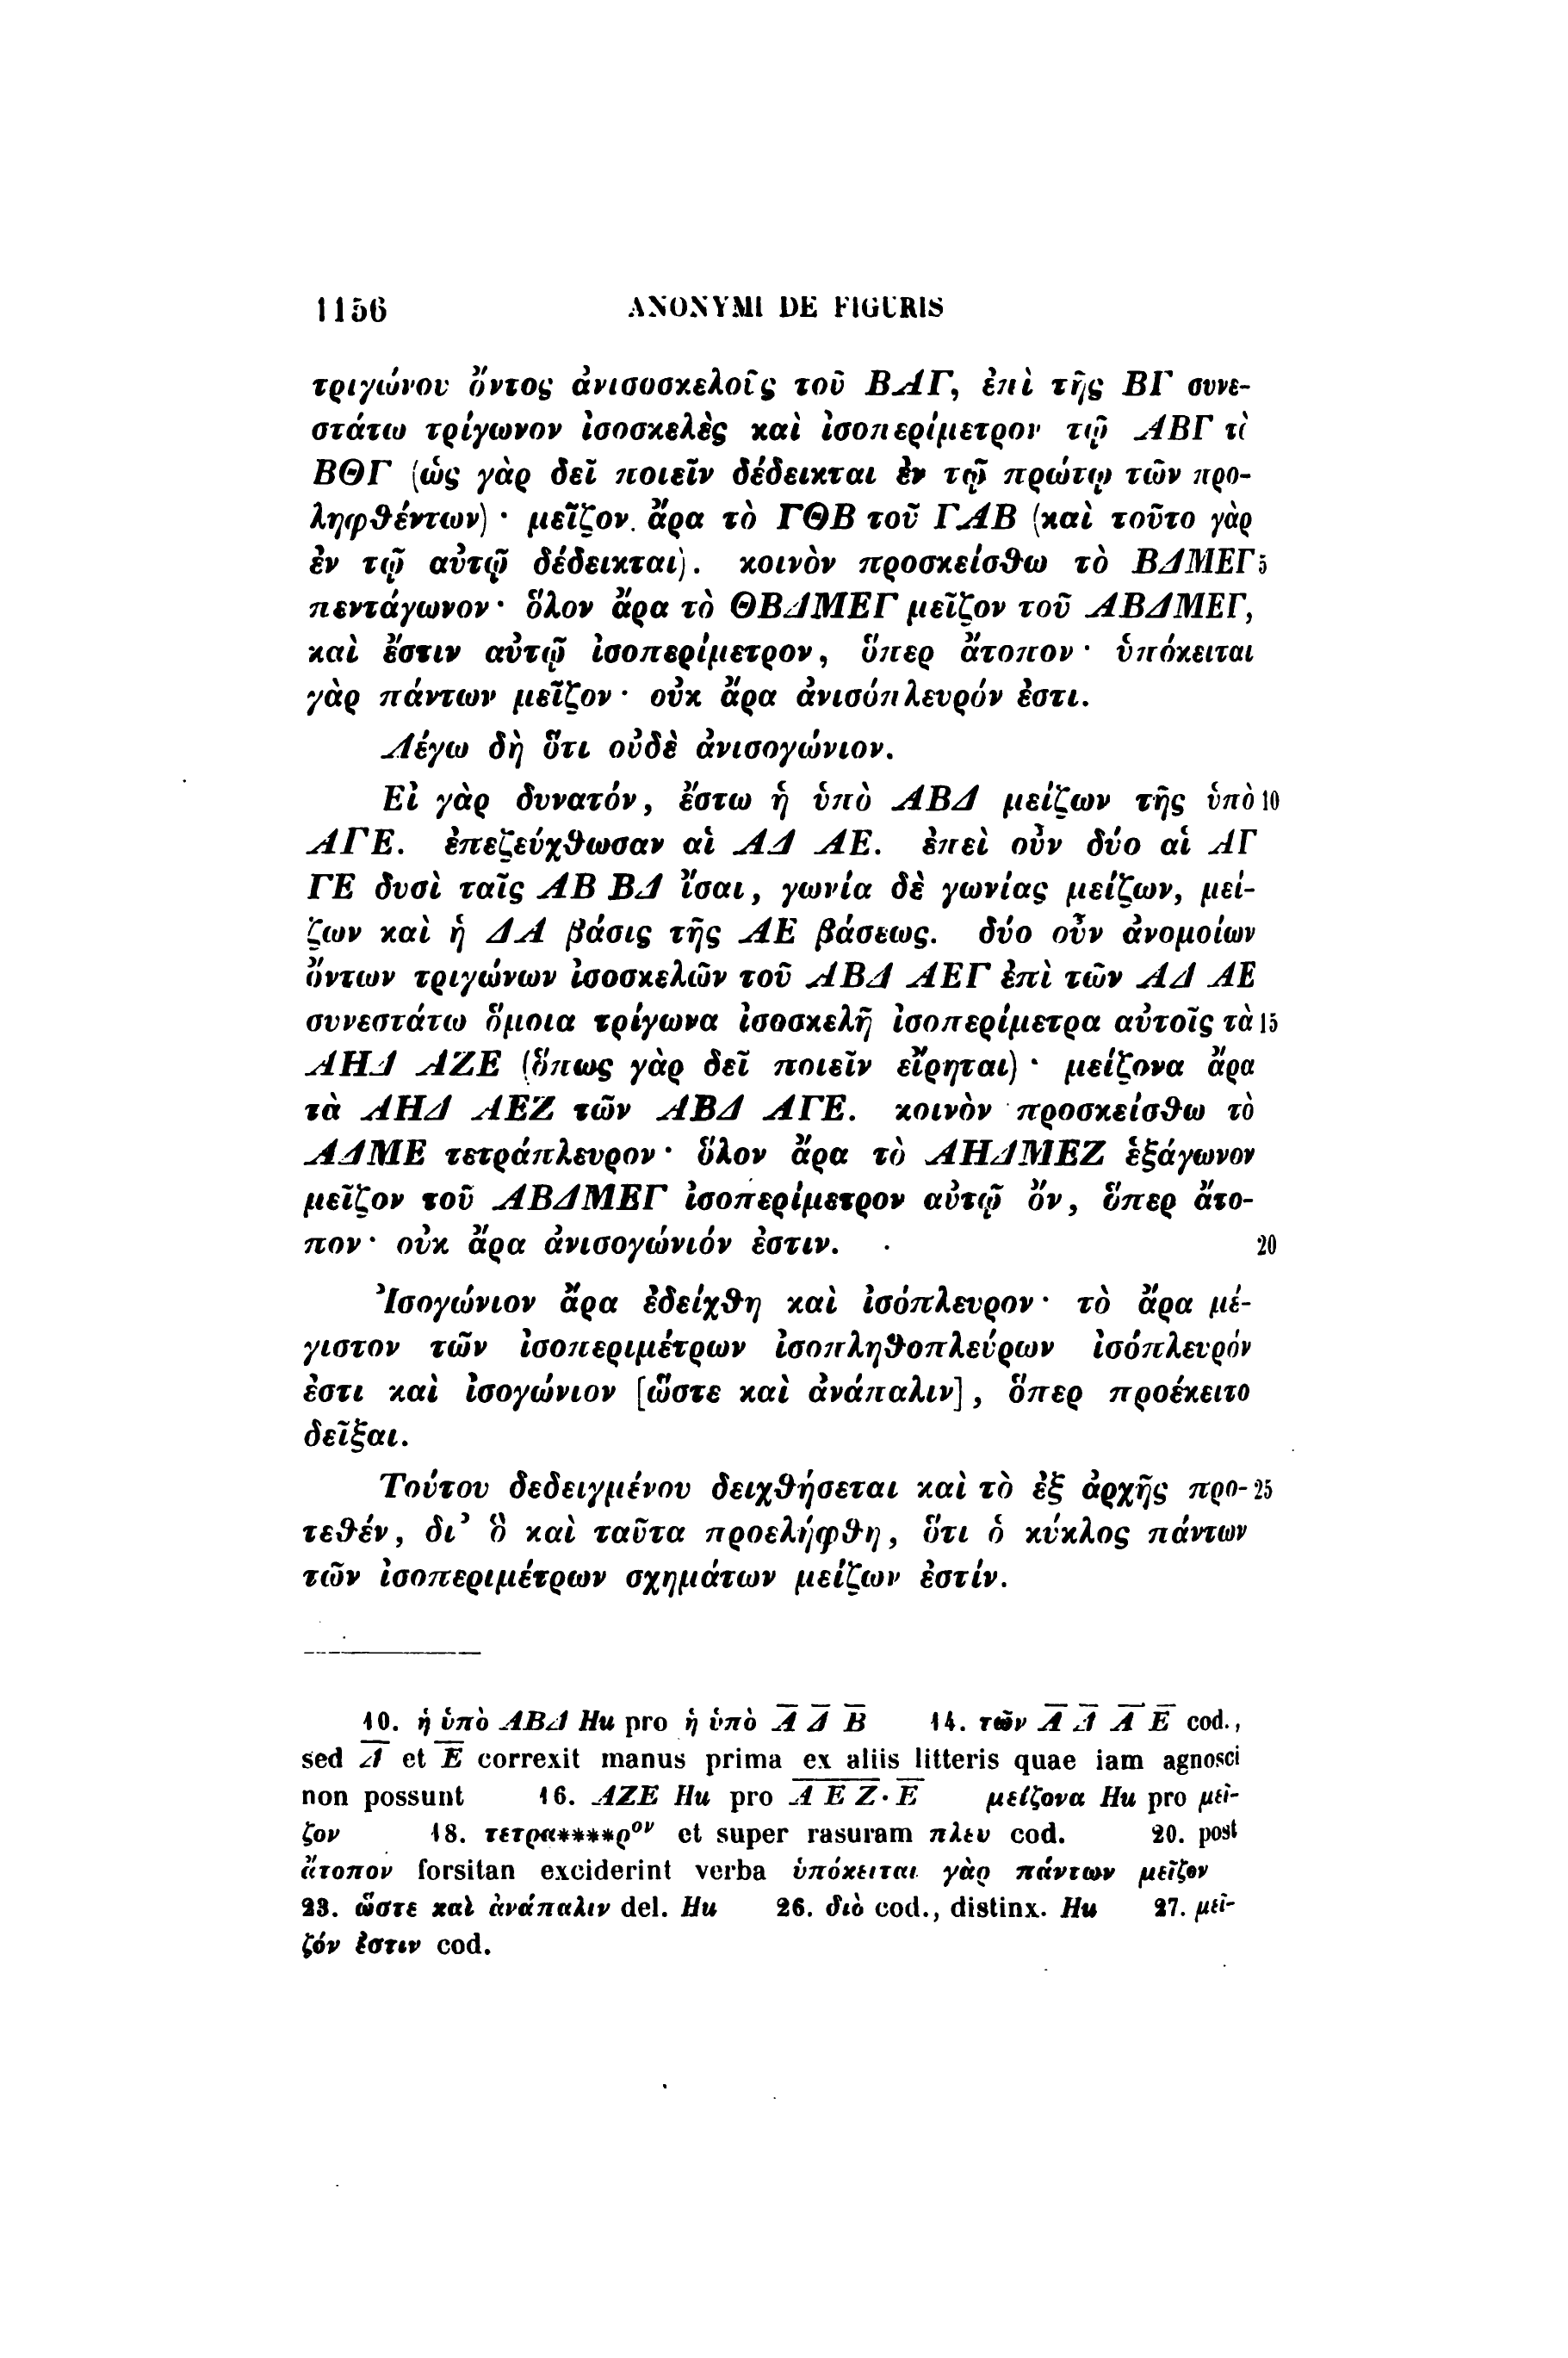 1156 ANONYMI DE FIGURIS
τριγώνου ὄντος ἀνισοσκελοῦς τοῦ ΒΑΓ, ἐπὶ τῆς ΒΓ συνε-
στάτω τρίγωνον ἰσοσκελὲς καὶ ἰσοπερίμετρον τῷ ΑΒΓ τὸ
ΒΘΓ (ὡς γὰρ δεῖ ποιεῖν δέδεικται ἐν τῷ πρώτῳ τῶν προ-
ληφθέντων)· μεῖζον ἄρα τὸ ΓΘΒ τοῦ ΓΑΒ (καὶ τοῦτο γὰρ
ἐν τῷ αὐτῷ δέδεικται). κοινὸν προσκείσθω τὸ ΒΔΜΕΓ 5
πεντάγωνον· ὅλον ἄρα τὸ ΘΒΔΜΕΓ μεῖζον τοῦ ΑΒΔΜΕΓ,
καὶ ἔστιν αὐτῷ ἰσοπερίμετρον, ὅπερ ἄτοπον· ὑπόκειται
γὰρ πάντων μεῖζον· οὐκ ἄρα ἀνισόπλευρόν ἐστι.
Λέγω δὴ ὅτι οὐδὲ ἀνισογώνιον.
Εἰ γὰρ δυνατόν, ἔστω ἡ ὑπὸ ΑΒΔ μείζων τῆς ὑπὸ 10
ΑΓΕ. ἐπεζεύχθωσαν αἱ ΑΔ ΑΕ. ἐπεὶ οὖν δύο αἱ ΑΓ
ΓΕ δυσὶ ταῖς ΑΒ ΒΔ ἴσαι, γωνία δὲ γωνίας μείζων, μεί-
ζων καὶ ἡ ΔΑ βάσις τῆς ΑΕ βάσεως. δύο οὖν ἀνομοίων
ὄντων τριγώνων ἰσοσκελῶν τοῦ ΑΒΔ ΑΕΓ ἐπὶ τῶν ΑΔ ΑΕ
συνεστάτω ὅμοια τρίγωνα ἰσοσκελῆ ἰσοπερίμετρα αὐτοῖς τὰ 15
ΑΗΔ ΑΖΕ (ὅπως γὰρ δεῖ ποιεῖν εἴρηται)· μείζονα ἄρα
τὰ ΑΗΔ ΑΕΖ τῶν ΑΒΔ ΑΓΕ. κοινὸν προσκείσθω τὸ
ΑΔΜΕ τετράπλευρον· ὅλον ἄρα τὸ ΑΗΔΜΕΖ ἑξάγωνον
μεῖζον τοῦ ΑΒΔΜΕΓ ἰσοπερίμετρον αὐτῷ ὄν, ὅπερ ἄτο-
πον· οὐκ ἄρα ἀνισογώνιόν ἐστιν. 20
Ἰσογώνιον ἄρα ἐδείχθη καὶ ἰσόπλευρον· τὸ ἄρα μέ-
γιστον τῶν ἰσοπεριμέτρων ἰσοπληθοπλεύρων ἰσόπλευρόν
ἐστι καὶ ἰσογώνιον [ὥστε καὶ ἀνάπαλιν], ὅπερ προέκειτο
δεῖξαι.
Τούτου δεδειγμένου δειχθήσεται καὶ τὸ ἐξ ἀρχῆς προ- 25
τεθέν, δι’ ὃ καὶ ταῦτα προελήφθη, ὅτι ὁ κύκλος πάντων
τῶν ἰσοπεριμέτρων σχημάτων μείζων ἐστίν.
10. ἡ ὑπὸ ΑΒΔ Hu pro ἡ ὑπὸ Α̅ Δ̅ Β̅ 14. τῶν Α̅ Δ̅ Α̅ Ε̅ cod.,
sed Δ̅ et Ε̅ correxit manus prima ex aliis litteris quae iam agnosci
non possunt 16. ΑΖΕ Hu pro Α̅ Ε̅ Ζ̅·Ε̅ μείζονα Hu pro μεῖ-
ζον 18. τετρα****ρον et super rasuram πλευ cod. 20. post
ἄτοπον forsitan exciderint verba ὑπόκειται γὰρ πάντων μεῖζον
23. ὥστε καὶ ἀνάπαλιν del. Hu 26. διὸ cod., distinx. Hu 27. μεῖ-
ζόν ἐστιν cod.